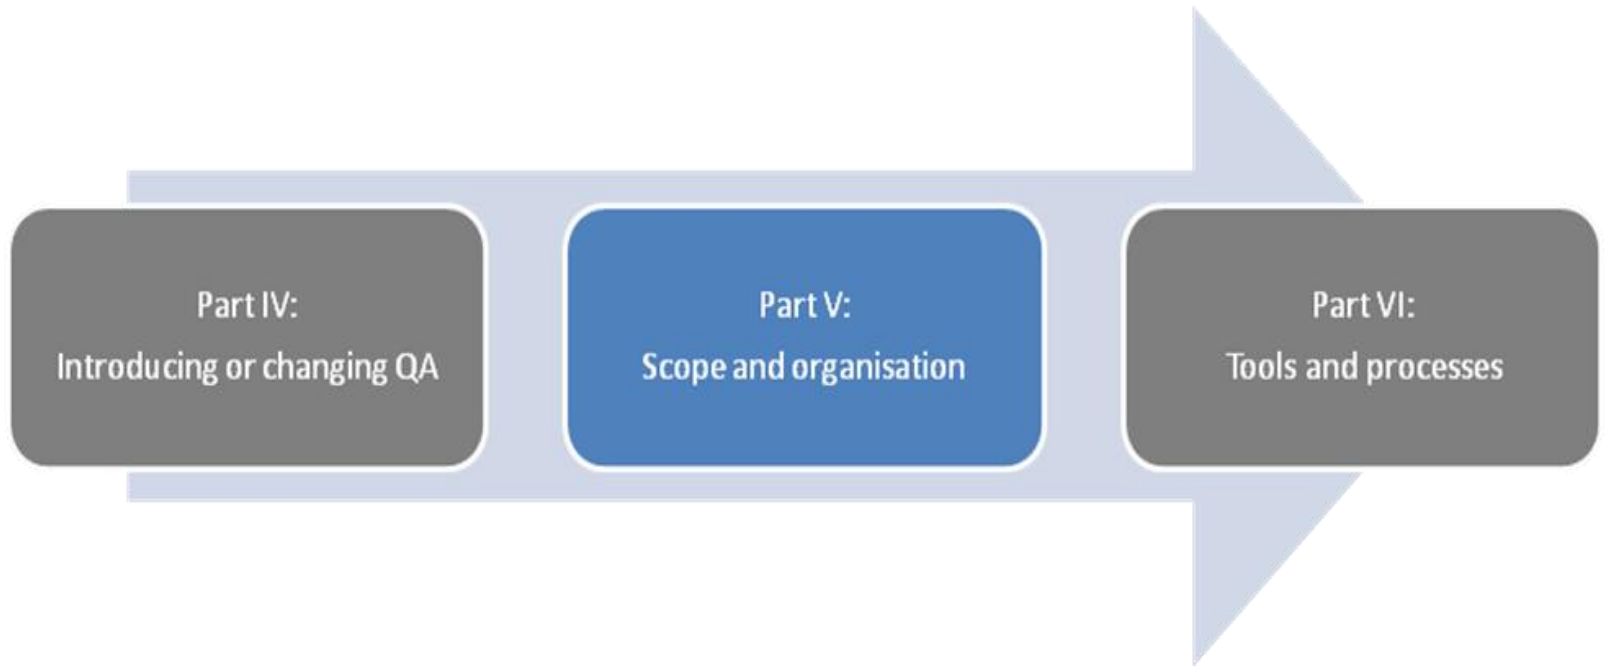 Part IV:
Introducing or changing QA
Part V:
Scope and organisation
Part VI:
Tools and processes